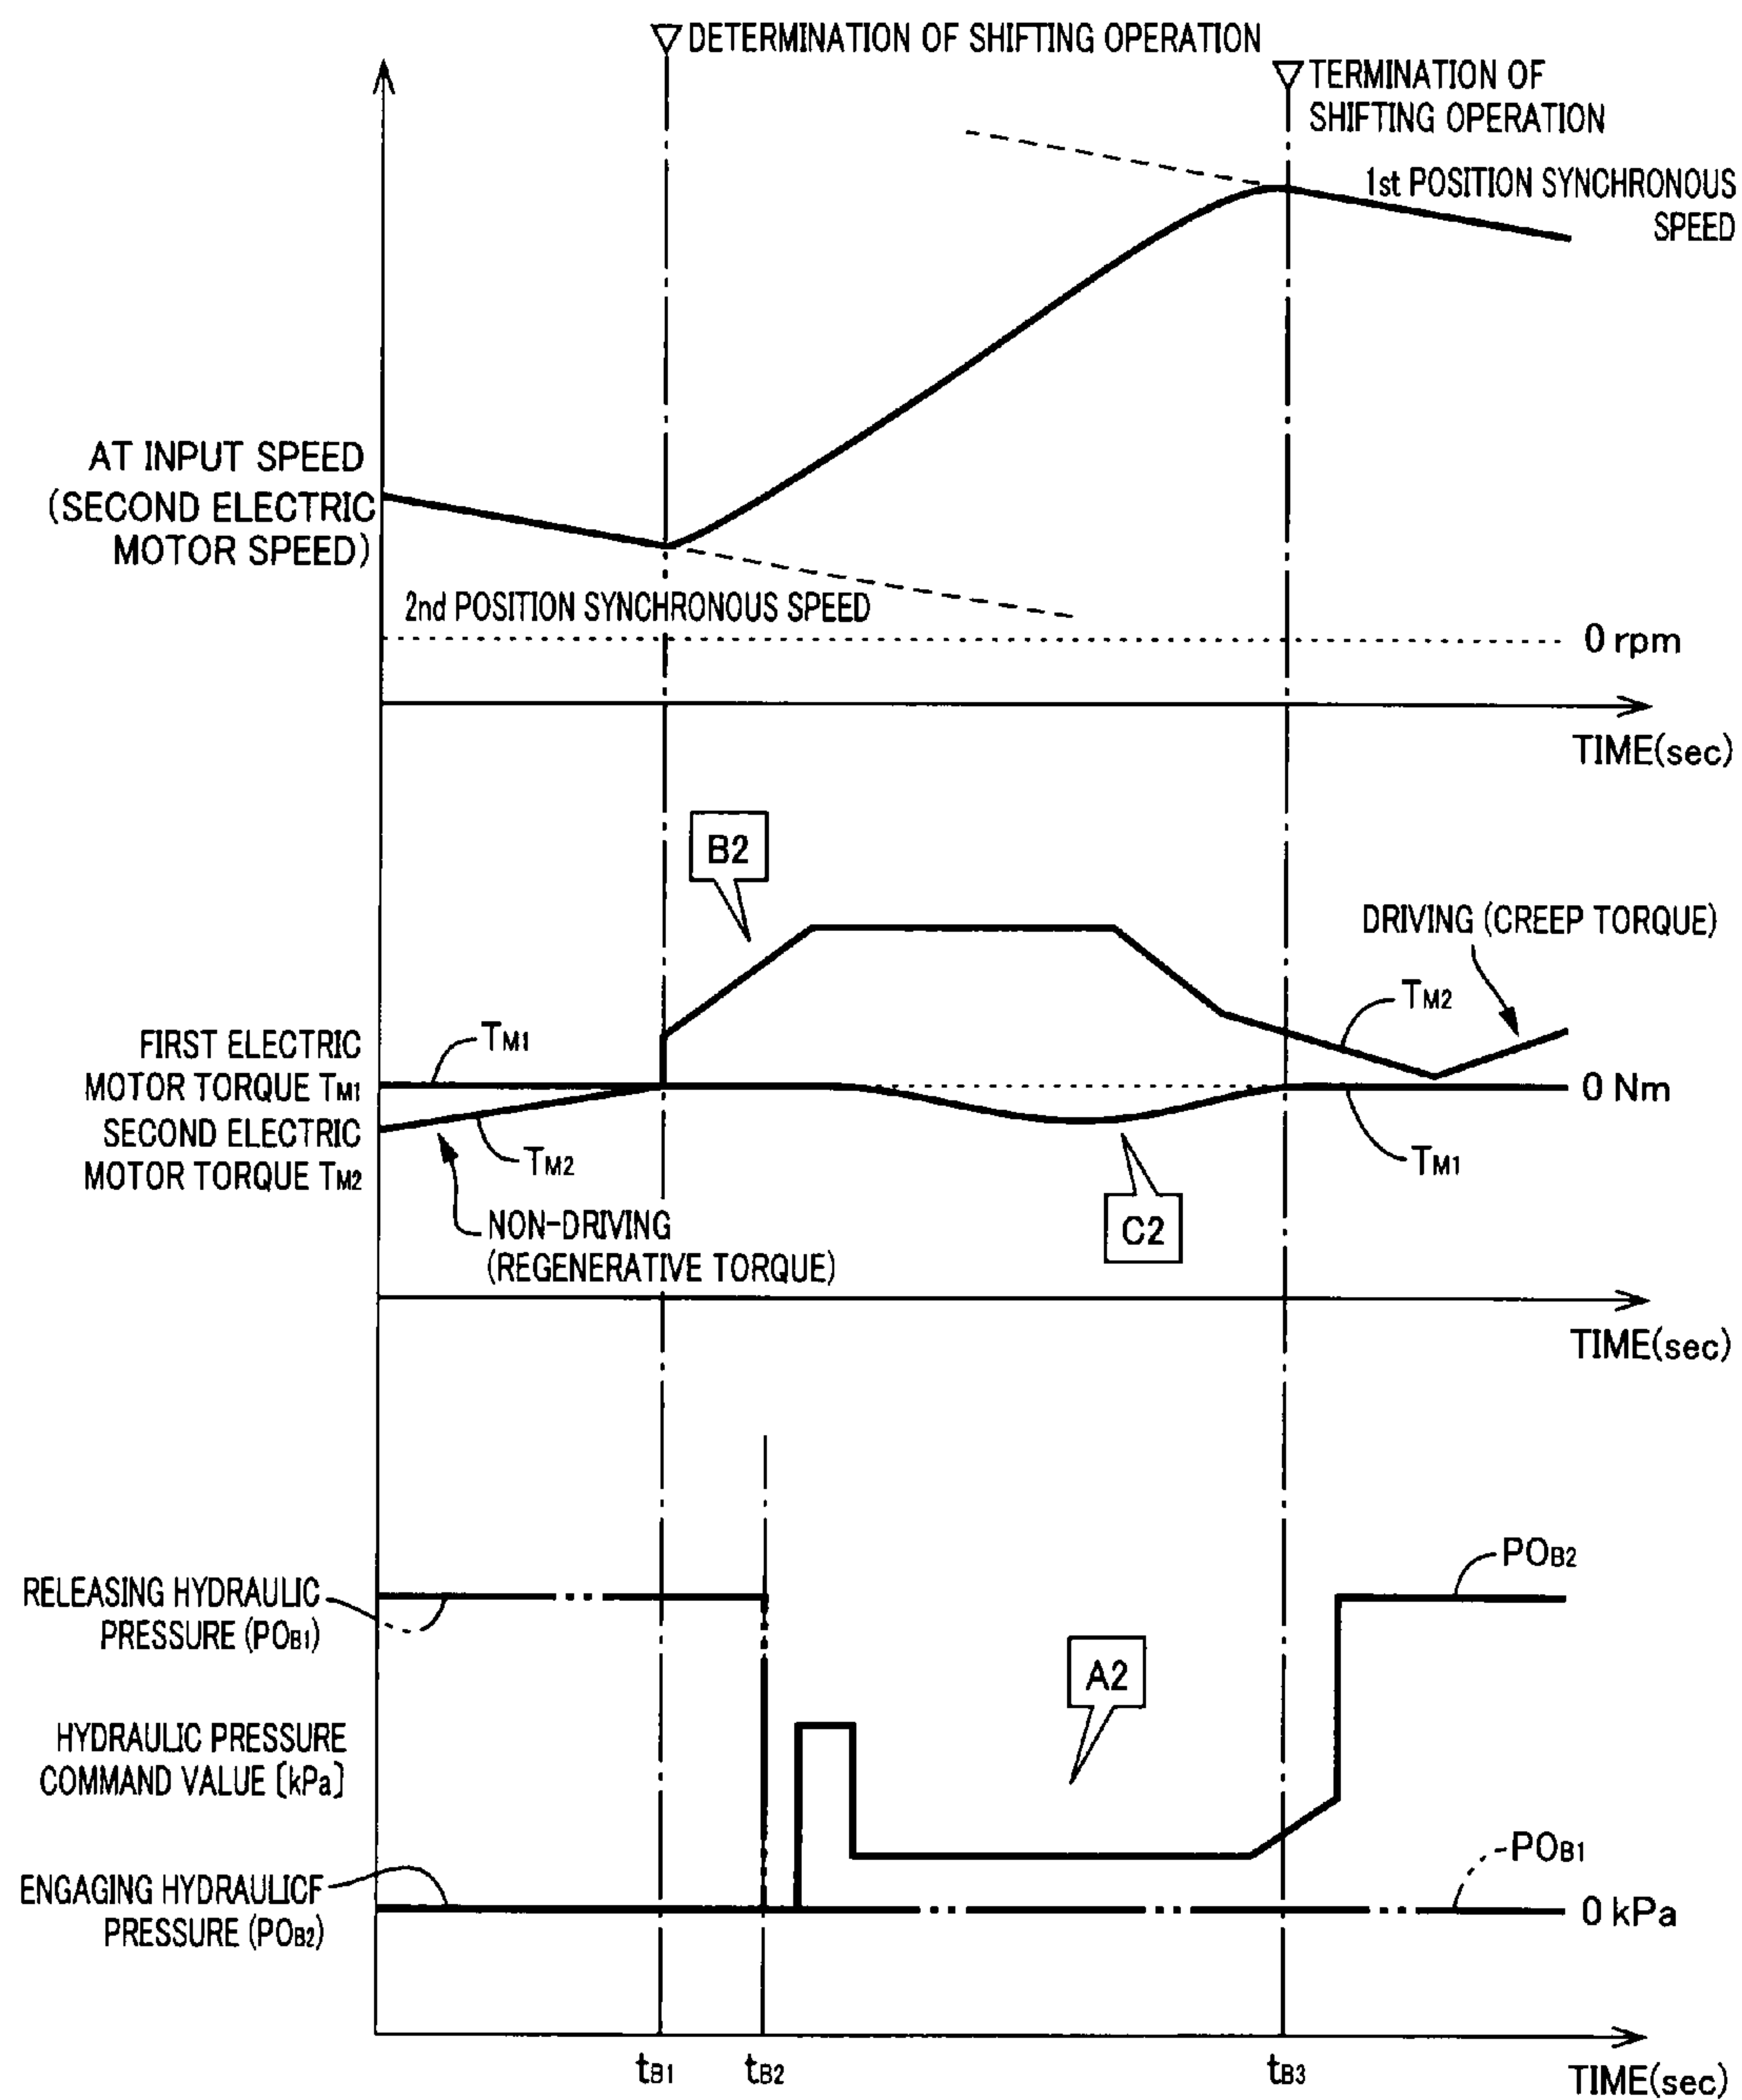 DETERMINATION OF SHIFTING OPERATION
TERMINATION OF
SHIFTING OPERATION
1st POSITION SYNCHRONOUS
SPEED
AT INPUT SPEED
(SECOND ELECTRIC
MOTOR SPEED)
2nd POSITION SYNCHRONOUS SPEED
0 rpm
TIME(sec)
B2
DRIVING (CREEP TORQUE)
TM2
TM1
FIRST ELECTRIC
MOTOR TORQUE TM1
0 Nm
SECOND ELECTRIC
MOTOR TORQUE TM2
TM2
TM1
C2
NON-DRIVING
(REGENERATIVE TORQUE)
TIME(sec)
POB2
RELEASING HYDRAULIC
PRESSURE (POB1)
A2
HYDRAULIC PRESSURE
COMMAND VALUE [kPa]
POB1
ENGAGING HYDRAULICF
PRESSURE (POB2)
0 kPa
tB1 tB2 tB3
TIME(sec)